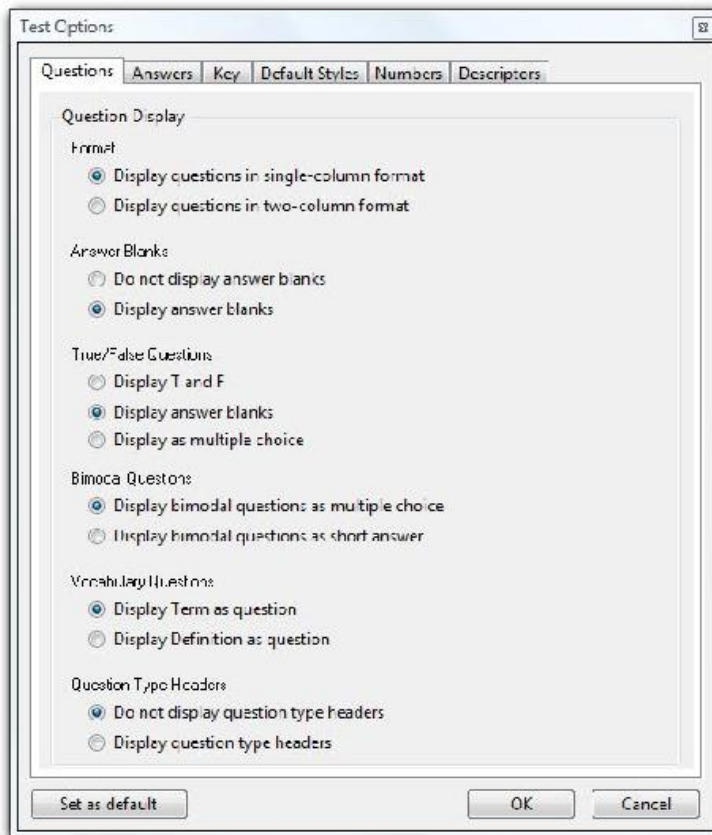 Test Options
Questions Answers Key Default Styles Numbers Descriptors
Question Display
Format
Display questions in single-column format
Display questions in two-column format
Answer Blanks
Do not display answer blanks
Display answer blanks
True/False Questions
Display T and F
Display answer blanks
Display as multiple choice
Bimodal Questions
Display bimodal questions as multiple choice
Display bimodal questions as short answer
Vocabulary Questions
Display Term as question
Display Definition as question
Question Type Headers
Do not display question type headers
Display question type headers
Set as default OK Cancel